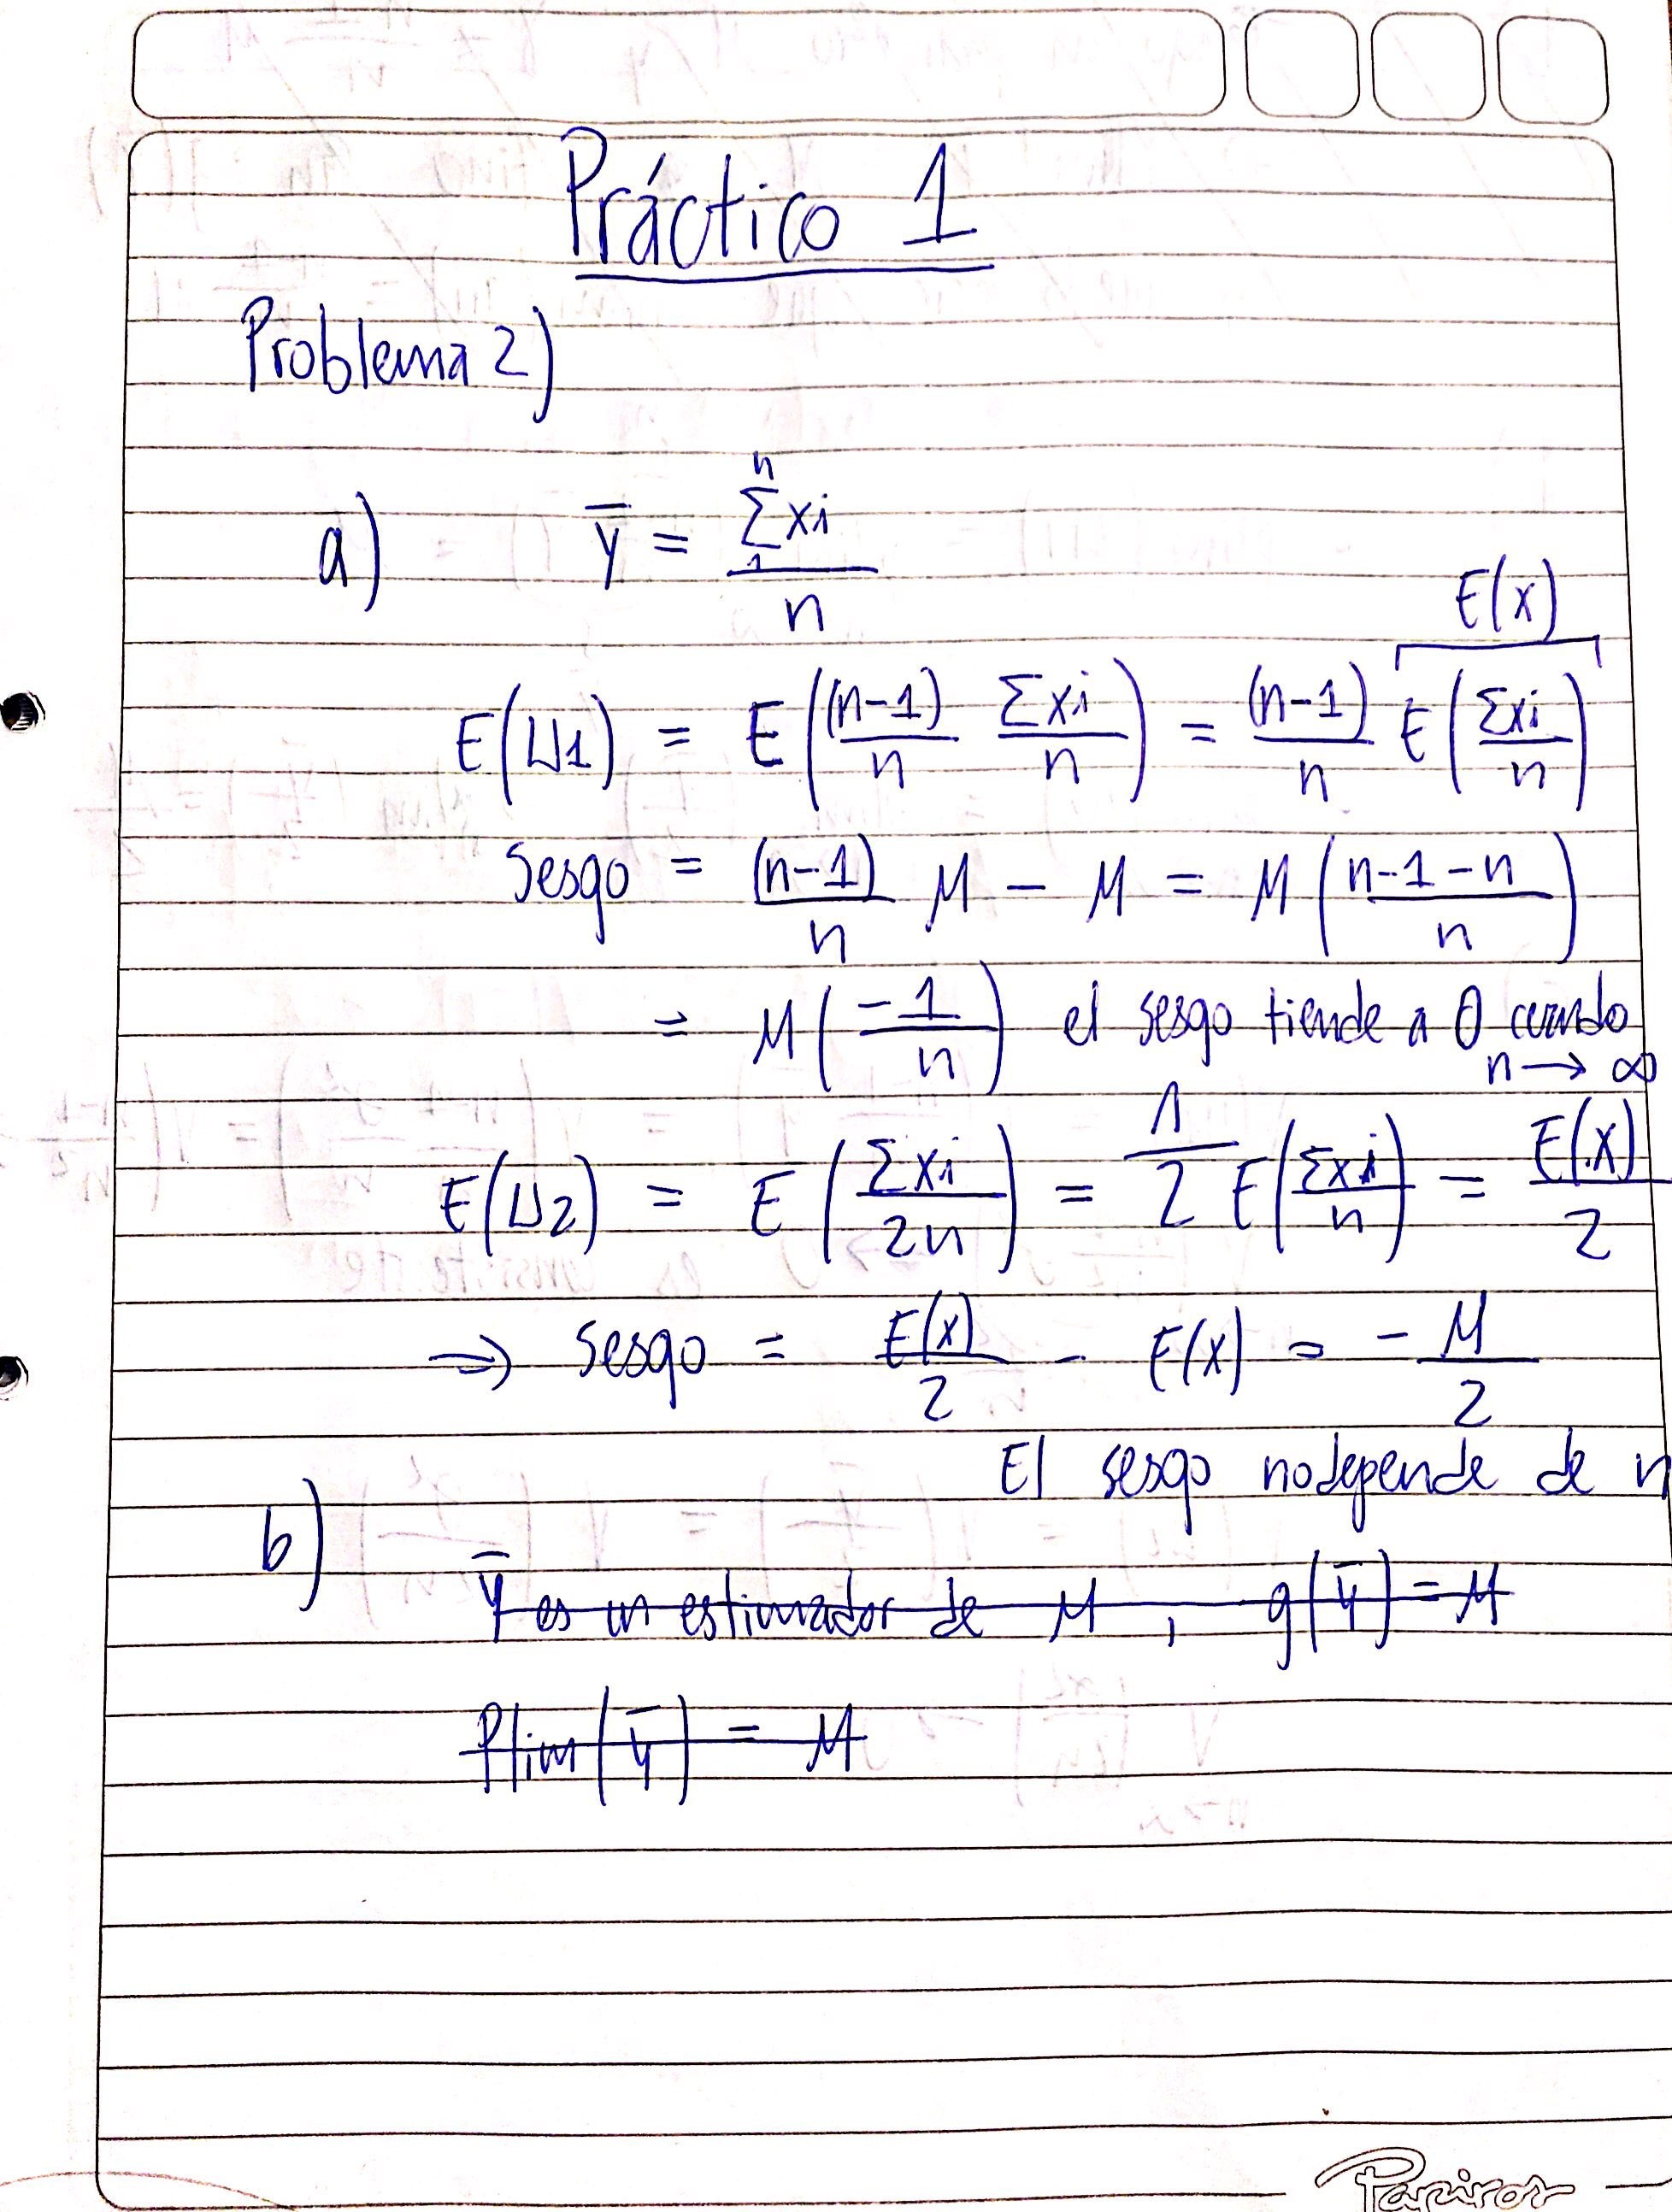 Práctico 1
Problema 2)
a) ȳ = n Σ 1 xi / n
E(x)
E(W1) = E((n-1)/n Σxi/n) = (n-1)/n E(Σxi/n)
Sesgo = (n-1)/n M - M = M((n-1-n)/n)
= M(-1/n) el sesgo tiende a 0 cuando
n → ∞
E(W2) = E(Σxi/2n) = 1/2 E(Σxi/n) = E(x)/2
⇒ Sesgo = E(x)/2 - E(x) = - M/2
El sesgo no depende de n
b) Ȳ es un estimador de M , g(ȳ) = M
Plim(ȳ) = M
Papiros